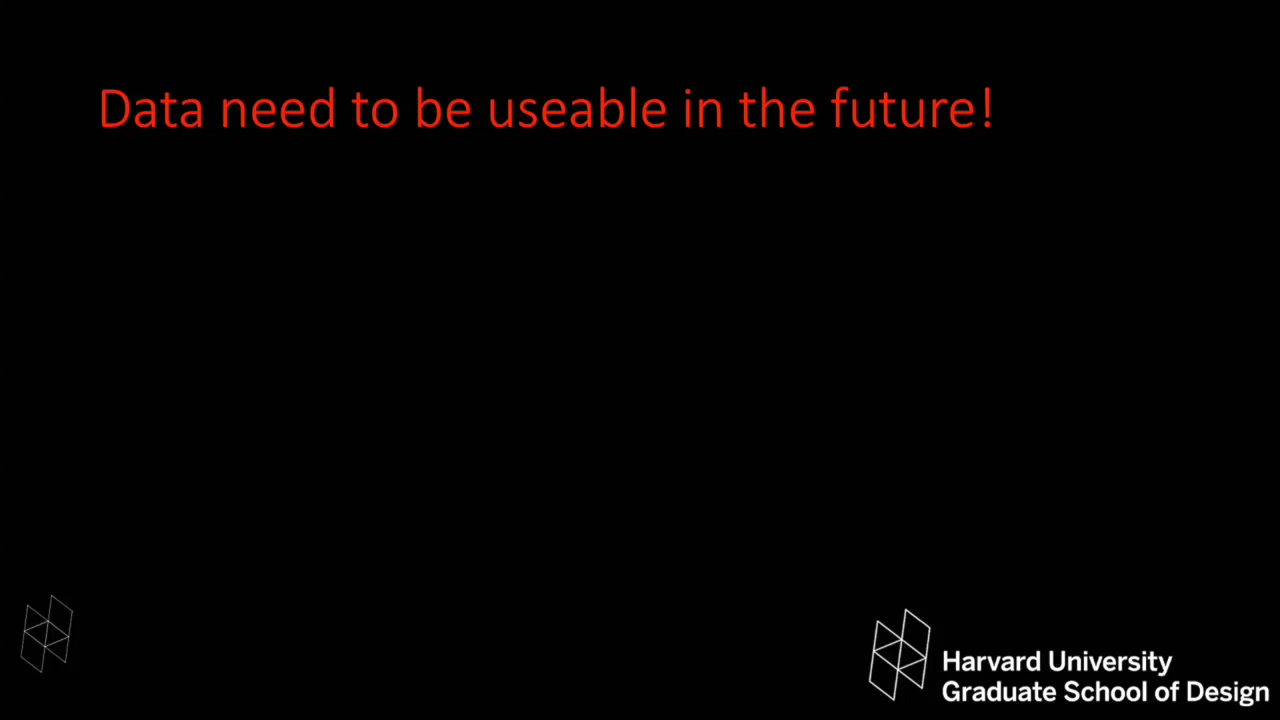 Data need to be useable in the future!
Harvard University
Graduate School of Design